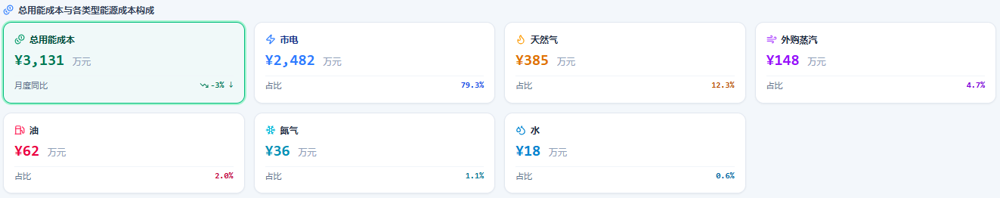 总用能成本与各类型能源成本构成
总用能成本
¥3,131 万元
月度同比 -3% ↓
市电
¥2,482 万元
占比 79.3%
天然气
¥385 万元
占比 12.3%
外购蒸汽
¥148 万元
占比 4.7%
油
¥62 万元
占比 2.0%
氮气
¥36 万元
占比 1.1%
水
¥18 万元
占比 0.6%